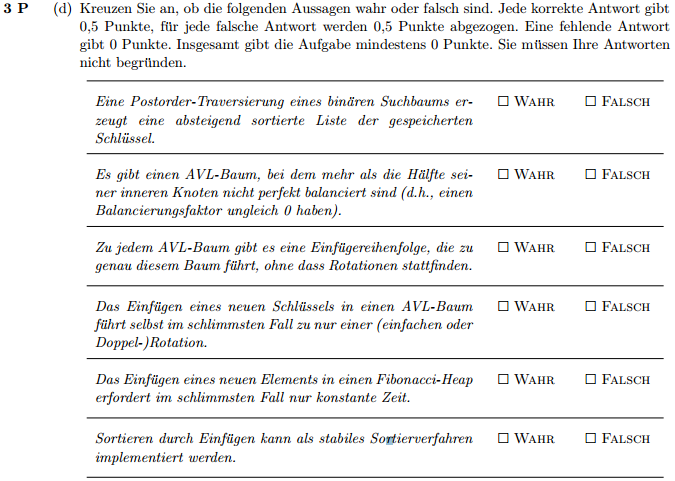 3 P (d) Kreuzen Sie an, ob die folgenden Aussagen wahr oder falsch sind. Jede korrekte Antwort gibt
0,5 Punkte, für jede falsche Antwort werden 0,5 Punkte abgezogen. Eine fehlende Antwort
gibt 0 Punkte. Insgesamt gibt die Aufgabe mindestens 0 Punkte. Sie müssen Ihre Antworten
nicht begründen.
Eine Postorder-Traversierung eines binären Suchbaums er- ☐ WAHR ☐ FALSCH
zeugt eine absteigend sortierte Liste der gespeicherten
Schlüssel.
Es gibt einen AVL-Baum, bei dem mehr als die Hälfte sei- ☐ WAHR ☐ FALSCH
ner inneren Knoten nicht perfekt balanciert sind (d.h., einen
Balancierungsfaktor ungleich 0 haben).
Zu jedem AVL-Baum gibt es eine Einfügereihenfolge, die zu ☐ WAHR ☐ FALSCH
genau diesem Baum führt, ohne dass Rotationen stattfinden.
Das Einfügen eines neuen Schlüssels in einen AVL-Baum ☐ WAHR ☐ FALSCH
führt selbst im schlimmsten Fall zu nur einer (einfachen oder
Doppel-)Rotation.
Das Einfügen eines neuen Elements in einen Fibonacci-Heap ☐ WAHR ☐ FALSCH
erfordert im schlimmsten Fall nur konstante Zeit.
Sortieren durch Einfügen kann als stabiles Sortierverfahren ☐ WAHR ☐ FALSCH
implementiert werden.